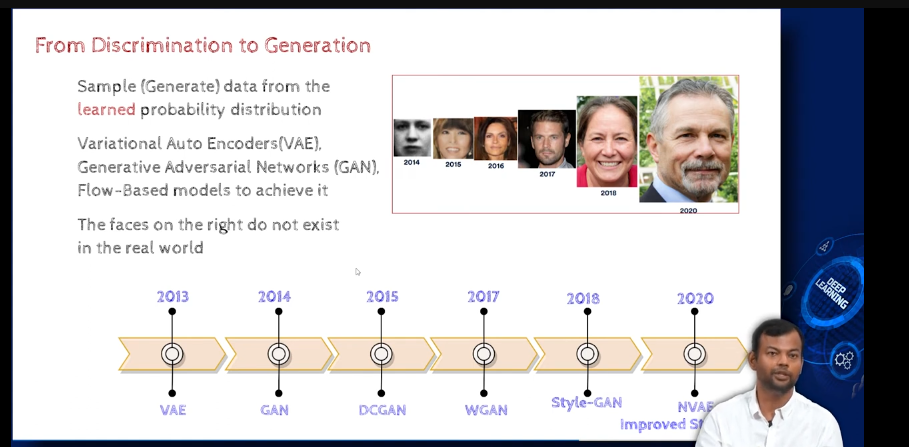 From Discrimination to Generation
Sample (Generate) data from the
learned probability distribution
Variational Auto Encoders(VAE),
Generative Adversarial Networks (GAN),
Flow-Based models to achieve it
The faces on the right do not exist
in the real world
2014
2015
2016
2017
2018
2020
2013
2014
2015
2017
2018
2020
VAE
GAN
DCGAN
WGAN
Style-GAN
NVAE
Improved
DEEP
LEARNING